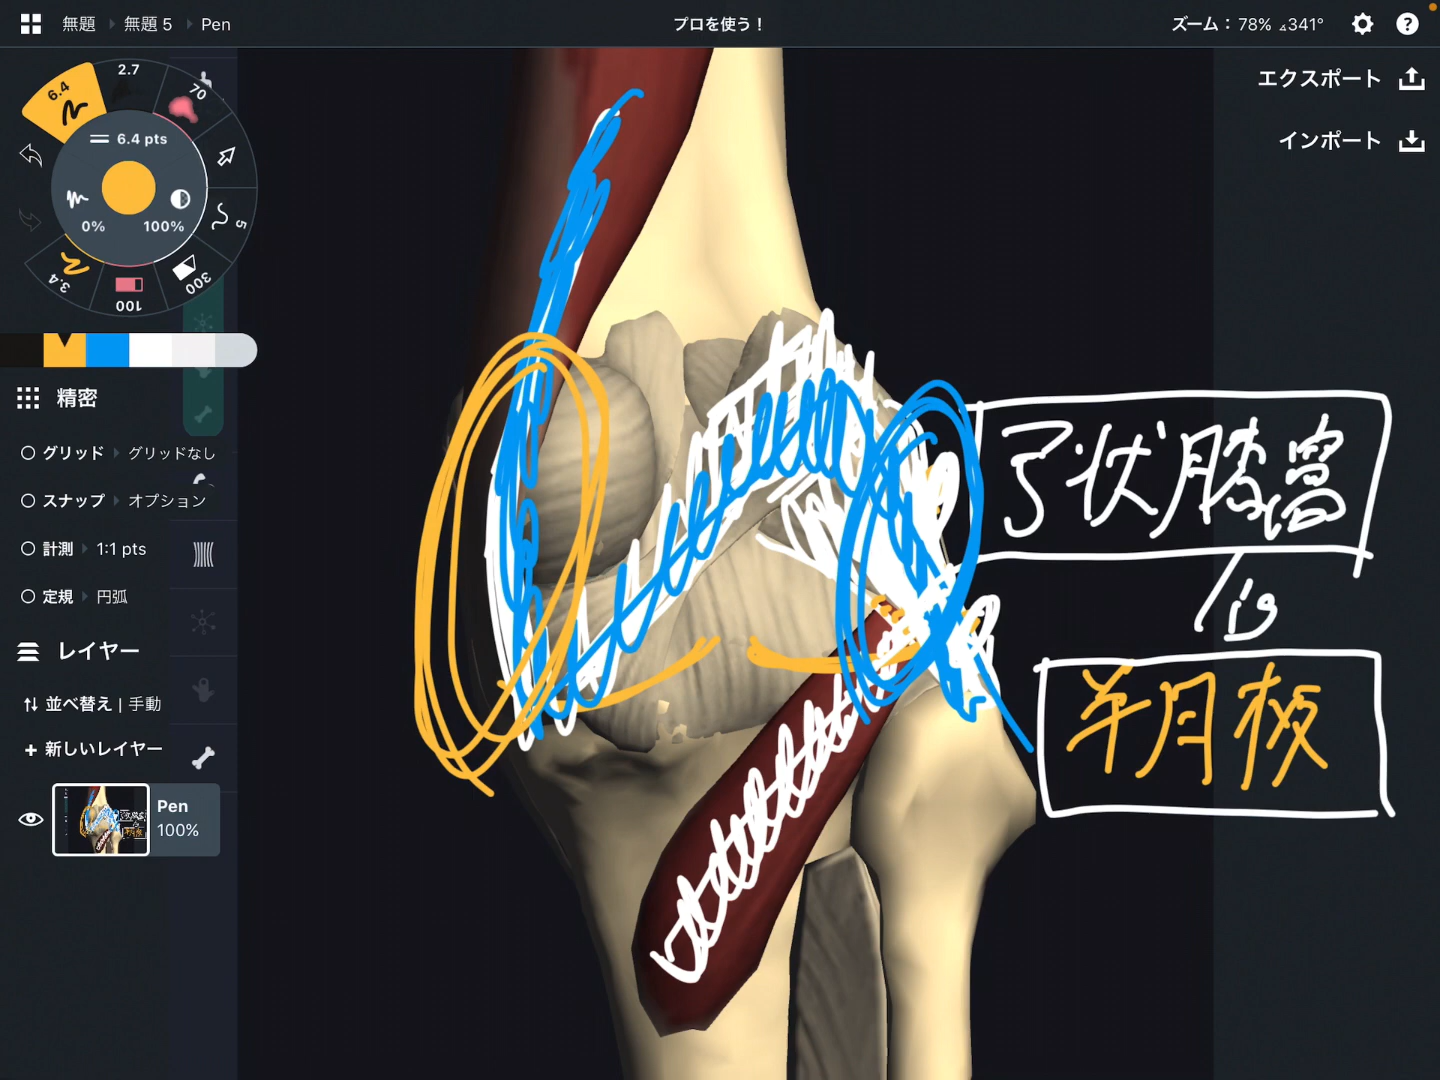 無題 無題 5 Pen
プロを使う！
ズーム： 78% ⊿341°
エクスポート
インポート
6.4
2.7
70
6.4 pts
0%
100%
5
300
100
3.4
精密
グリッド グリッドなし
スナップ オプション
計測 1:1 pts
定規 円弧
レイヤー
並べ替え | 手動
+ 新しいレイヤー
Pen
100%
了状膝窩
is
半月板